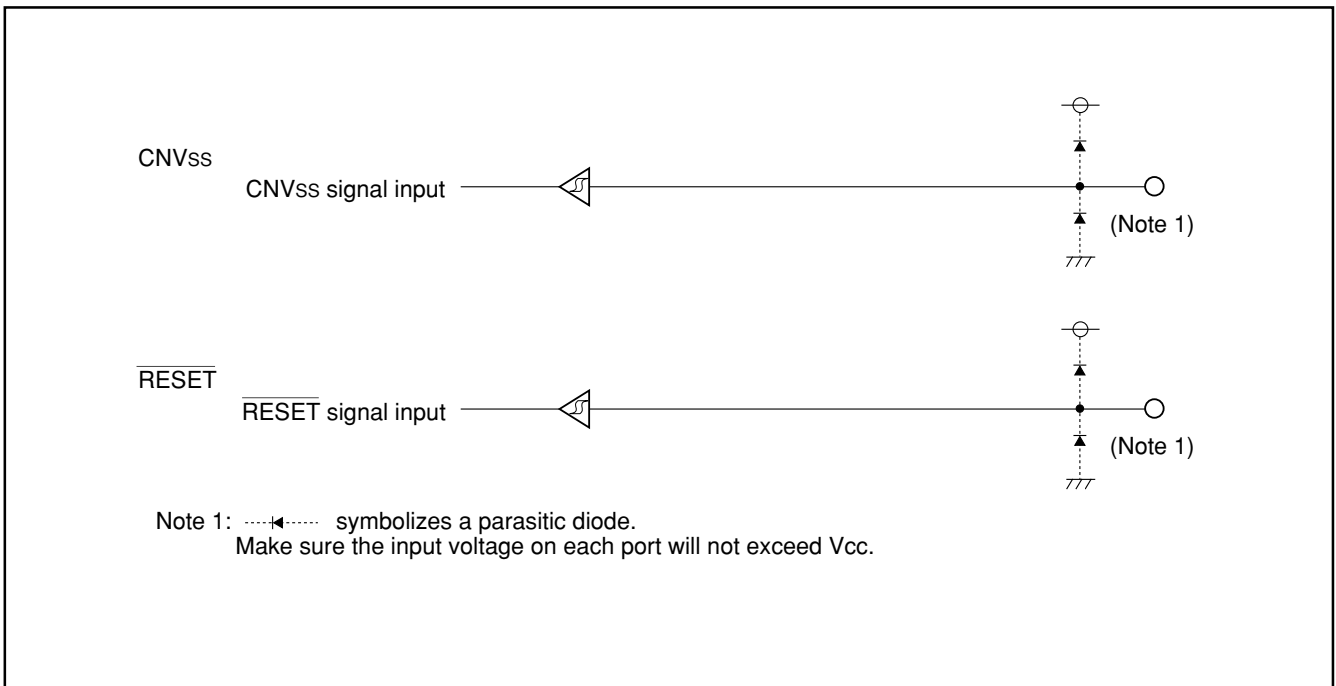 CNVSS
CNVSS signal input
(Note 1)
RESET
RESET signal input
(Note 1)
Note 1: symbolizes a parasitic diode.
Make sure the input voltage on each port will not exceed Vcc.